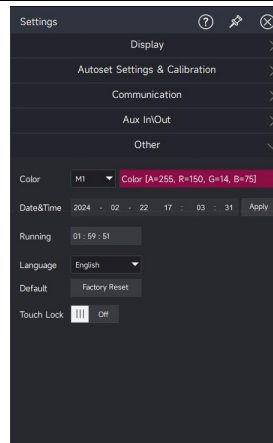 Settings
Display
Autoset Settings & Calibration
Communication
Aux In\Out
Other
Color M1 Color [A=255, R=150, G=14, B=75]
Date&Time 2024 - 02 - 22 17 : 03 : 31 Apply
Running 01 : 59 : 51
Language English
Default Factory Reset
Touch Lock Off